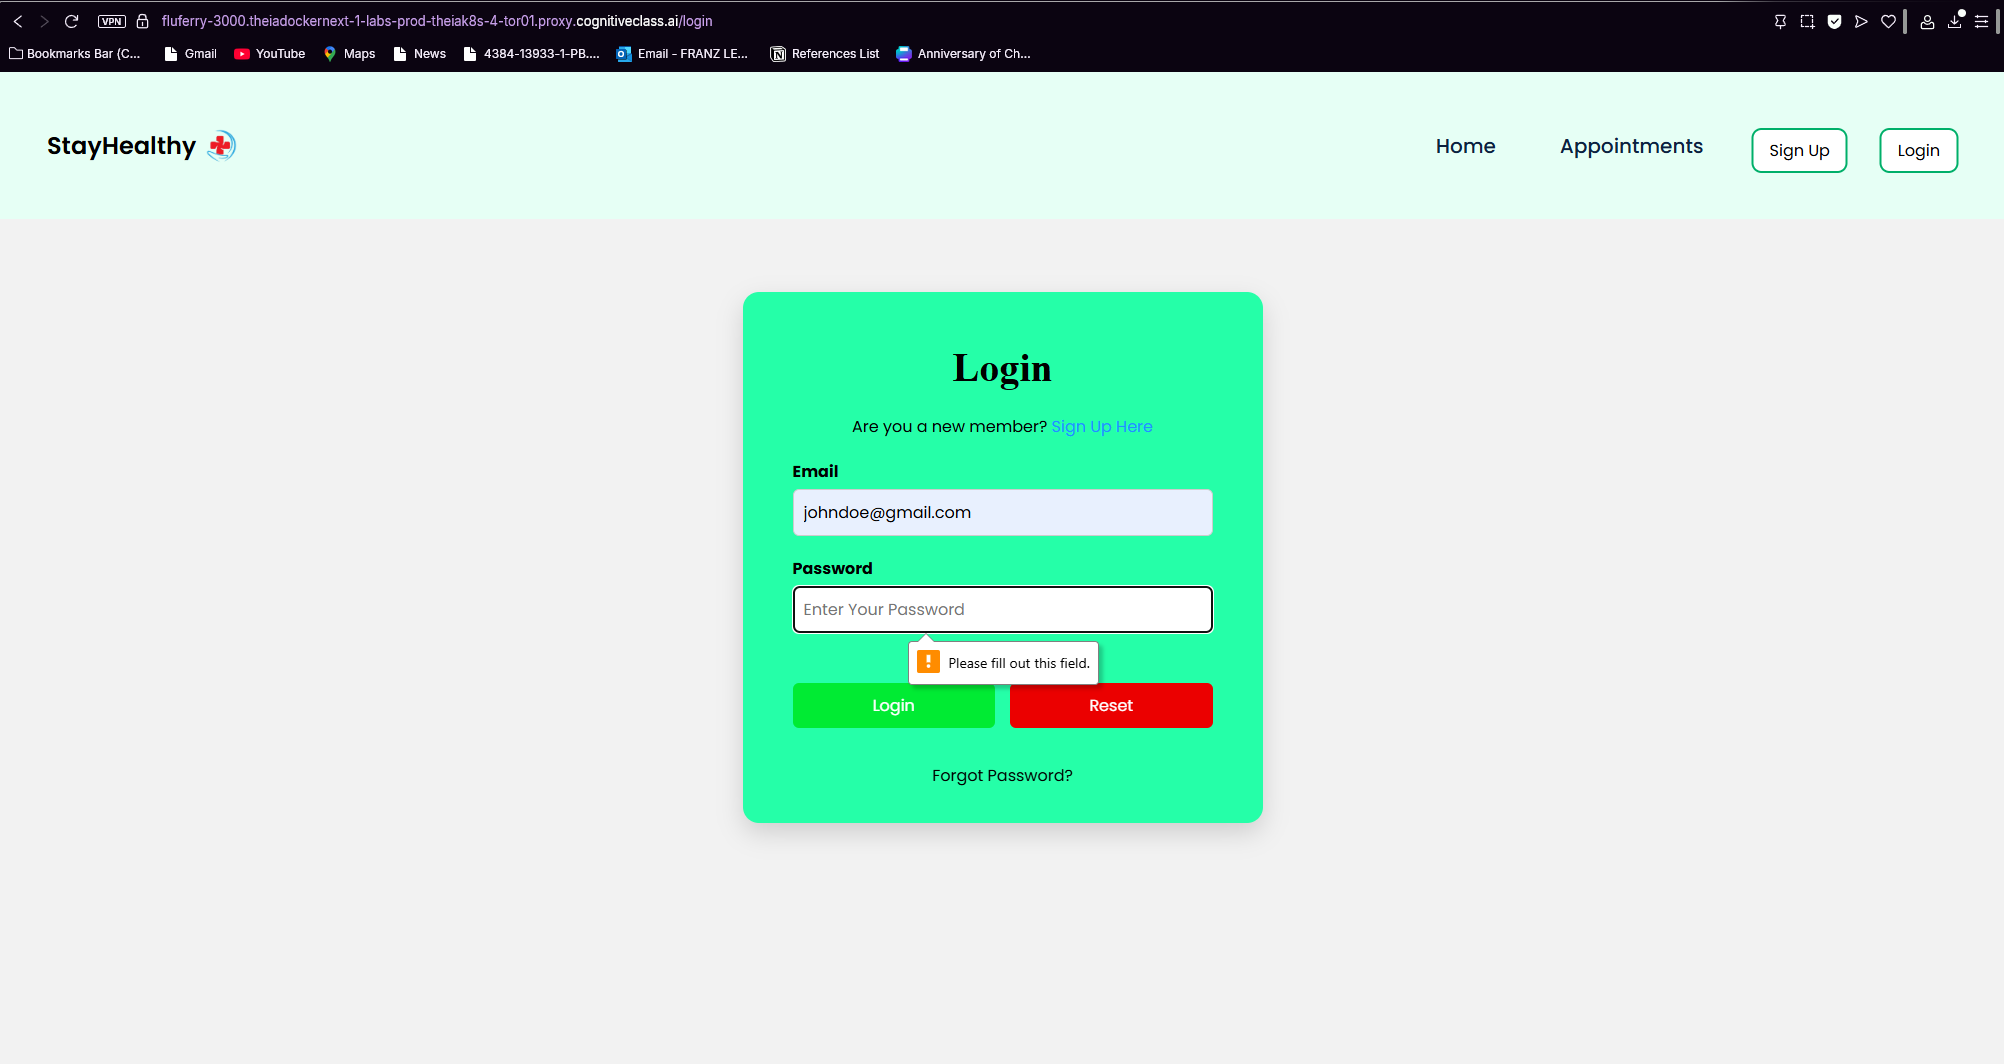 VPN fluferry-3000.theiadockernext-1-labs-prod-theiak8s-4-tor01.proxy.cognitiveclass.ai/login
Bookmarks Bar (C... Gmail YouTube Maps News 4384-13933-1-PB.... Email - FRANZ LE... References List Anniversary of Ch...
StayHealthy Home Appointments Sign Up Login
Login
Are you a new member? Sign Up Here
Email
johndoe@gmail.com
Password
Enter Your Password
Please fill out this field.
Login Reset
Forgot Password?